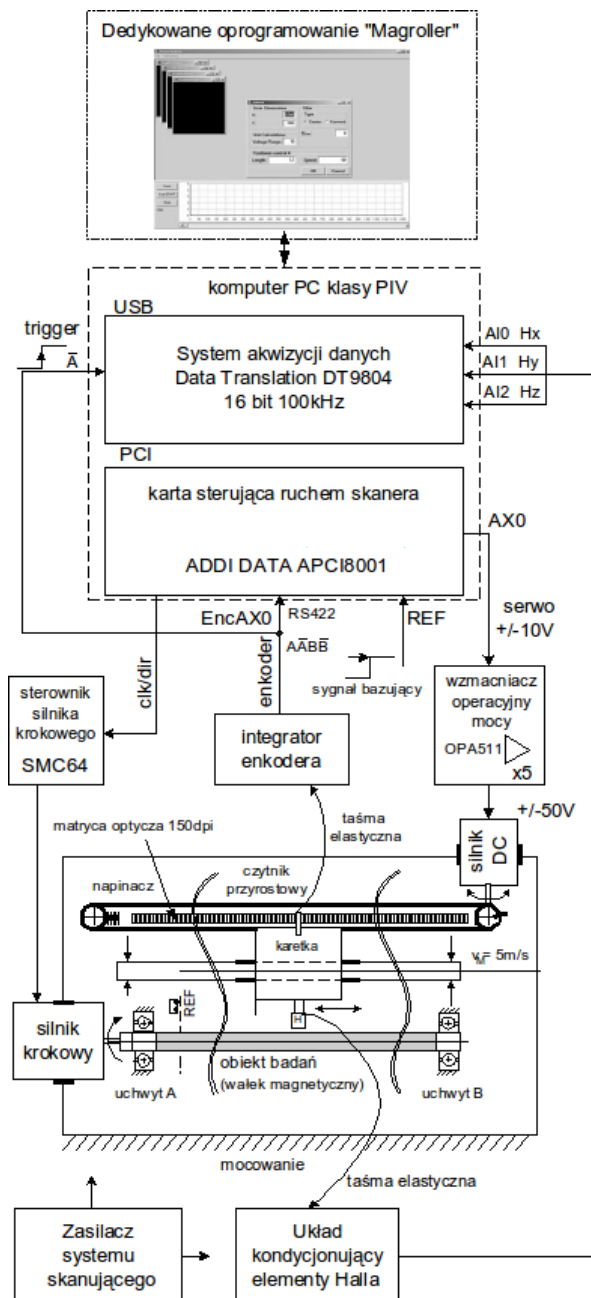 Dedykowane oprogramowanie "Magroller"
komputer PC klasy PIV
USB
trigger
A̅
System akwizycji danych
Data Translation DT9804
16 bit 100kHz
AI0 Hx
AI1 Hy
AI2 Hz
PCI
karta sterująca ruchem skanera
ADDI DATA APCI8001
AX0
EncAX0
RS422
REF
AA̅BB̅
serwo
+/-10V
clk/dir
enkoder
sygnał bazujący
sterownik
silnika
krokowego
SMC64
integrator
enkodera
wzmacniacz
operacyjny
mocy
OPA511
x5
+/-50V
taśma
elastyczna
silnik
DC
matryca optycza 150dpi
czytnik
przyrostowy
napinacz
karetka
v_M= 5m/s
REF
H
silnik
krokowy
obiekt badań
(wałek magnetyczny)
uchwyt A
uchwyt B
mocowanie
taśma elastyczna
Zasilacz
systemu
skanującego
Układ
kondycjonujący
elementy Halla